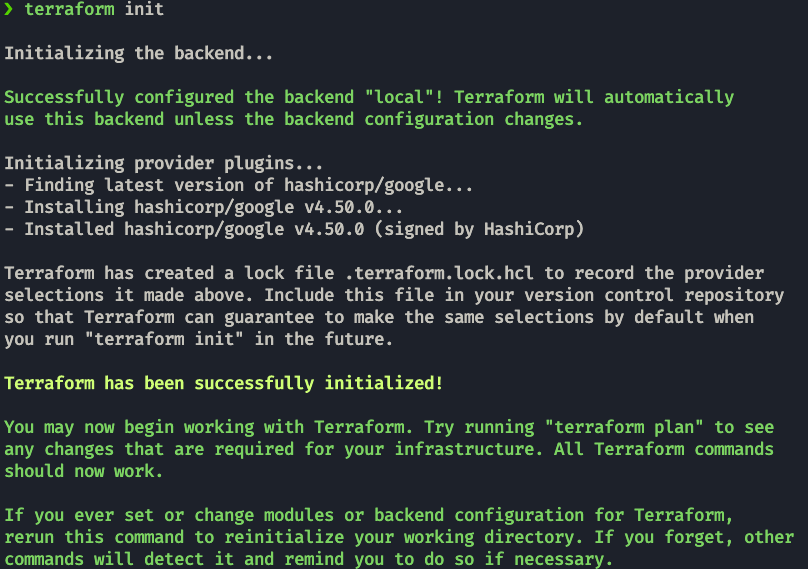 ❯ terraform init
Initializing the backend...
Successfully configured the backend "local"! Terraform will automatically
use this backend unless the backend configuration changes.
Initializing provider plugins...
- Finding latest version of hashicorp/google...
- Installing hashicorp/google v4.50.0...
- Installed hashicorp/google v4.50.0 (signed by HashiCorp)
Terraform has created a lock file .terraform.lock.hcl to record the provider
selections it made above. Include this file in your version control repository
so that Terraform can guarantee to make the same selections by default when
you run "terraform init" in the future.
Terraform has been successfully initialized!
You may now begin working with Terraform. Try running "terraform plan" to see
any changes that are required for your infrastructure. All Terraform commands
should now work.
If you ever set or change modules or backend configuration for Terraform,
rerun this command to reinitialize your working directory. If you forget, other
commands will detect it and remind you to do so if necessary.